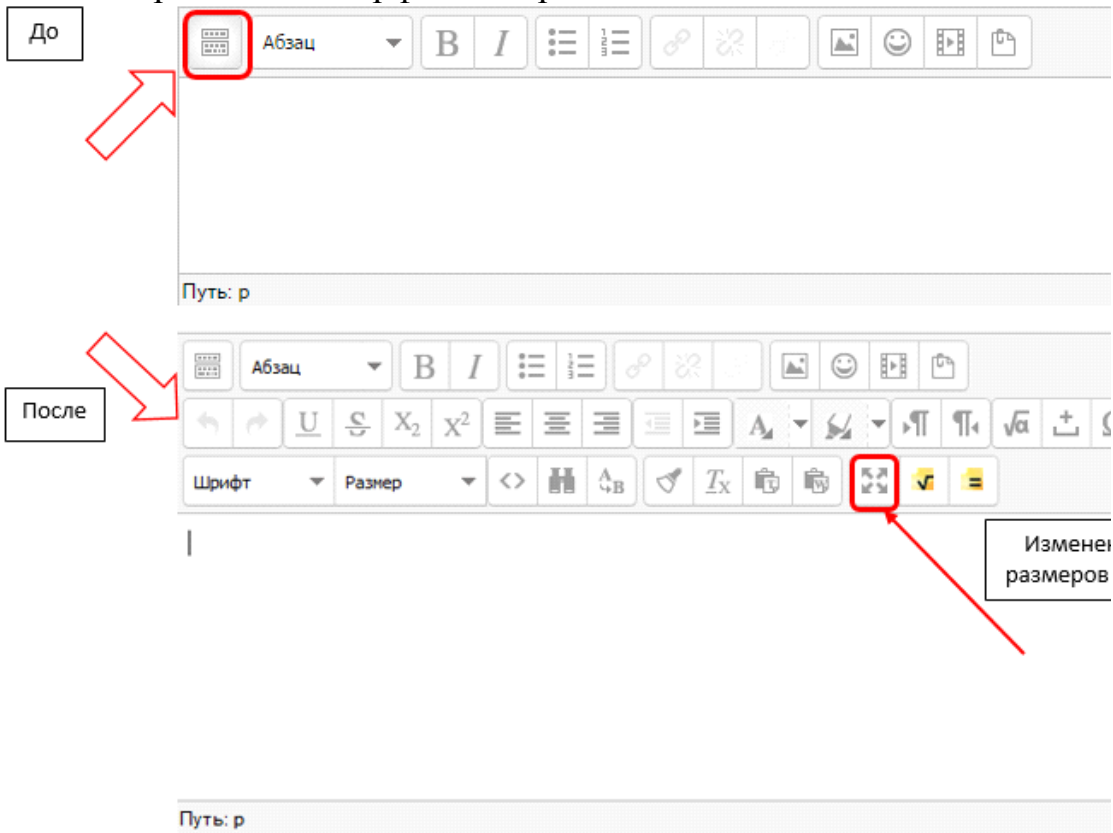 До
Абзац
Путь: p
Абзац
После
Шрифт Размер
Изменен
размеров
Путь: p